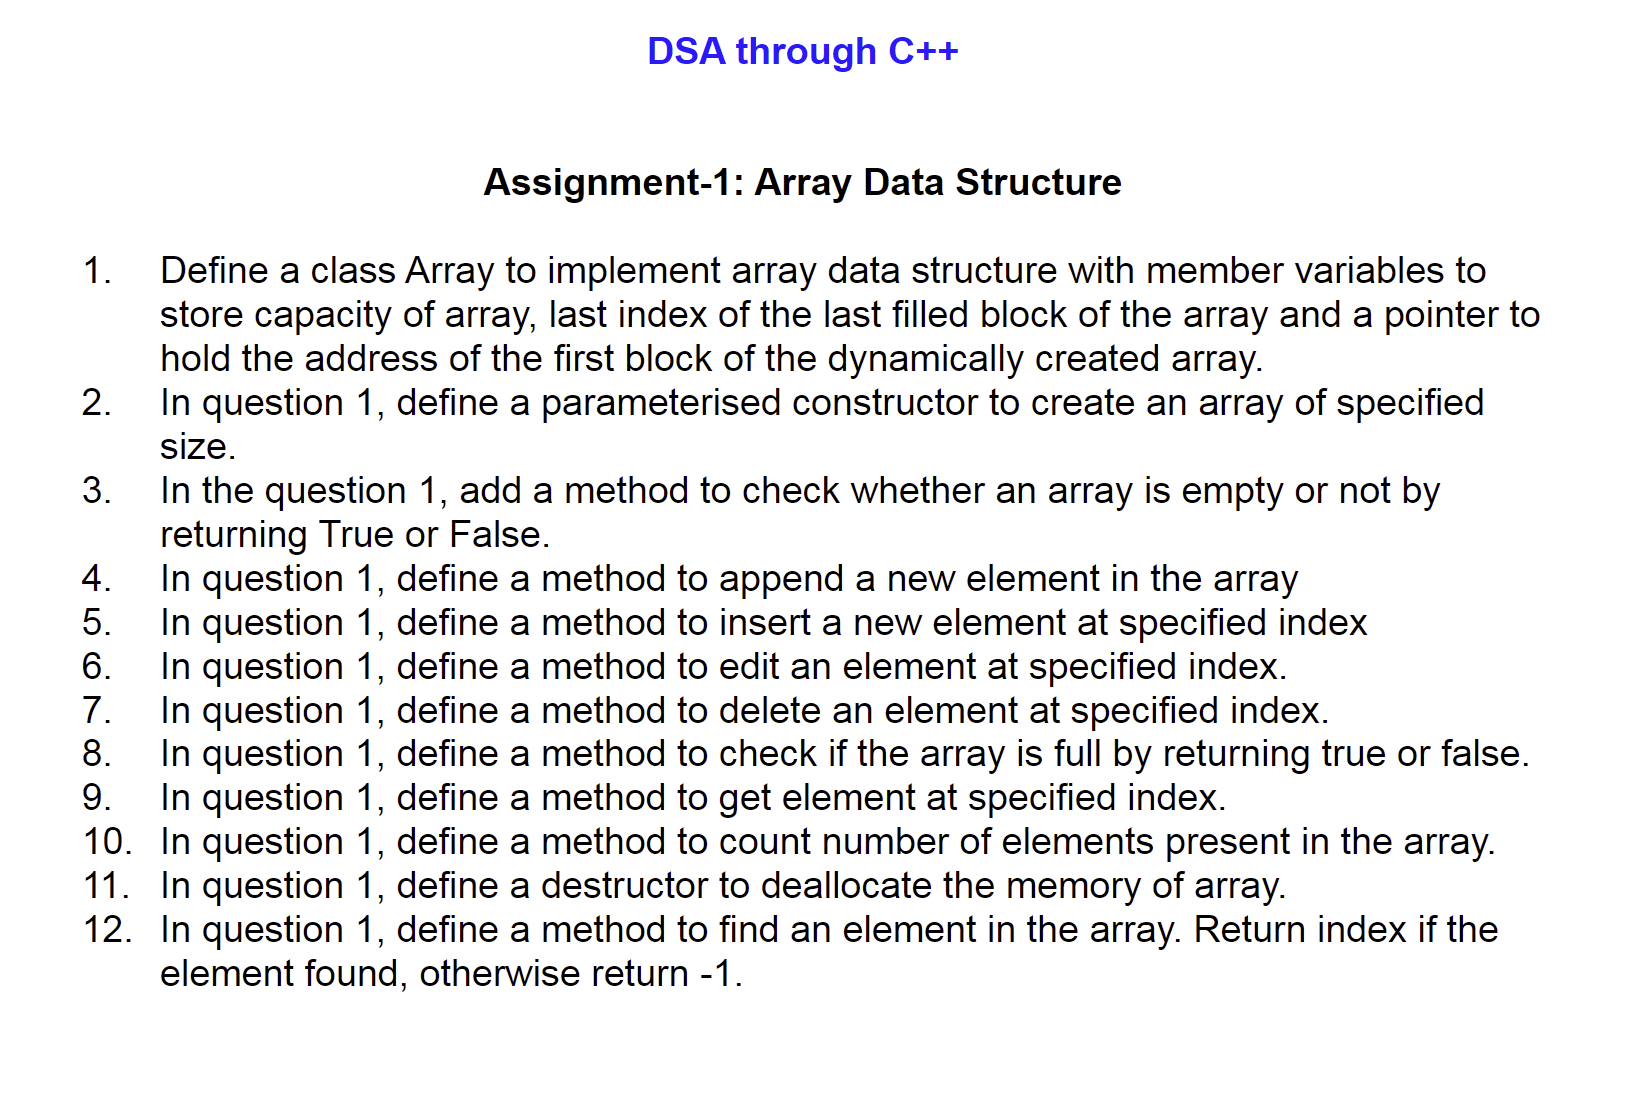 DSA through C++
Assignment-1: Array Data Structure
1. Define a class Array to implement array data structure with member variables to
store capacity of array, last index of the last filled block of the array and a pointer to
hold the address of the first block of the dynamically created array.
2. In question 1, define a parameterised constructor to create an array of specified
size.
3. In the question 1, add a method to check whether an array is empty or not by
returning True or False.
4. In question 1, define a method to append a new element in the array
5. In question 1, define a method to insert a new element at specified index
6. In question 1, define a method to edit an element at specified index.
7. In question 1, define a method to delete an element at specified index.
8. In question 1, define a method to check if the array is full by returning true or false.
9. In question 1, define a method to get element at specified index.
10. In question 1, define a method to count number of elements present in the array.
11. In question 1, define a destructor to deallocate the memory of array.
12. In question 1, define a method to find an element in the array. Return index if the
element found, otherwise return -1.